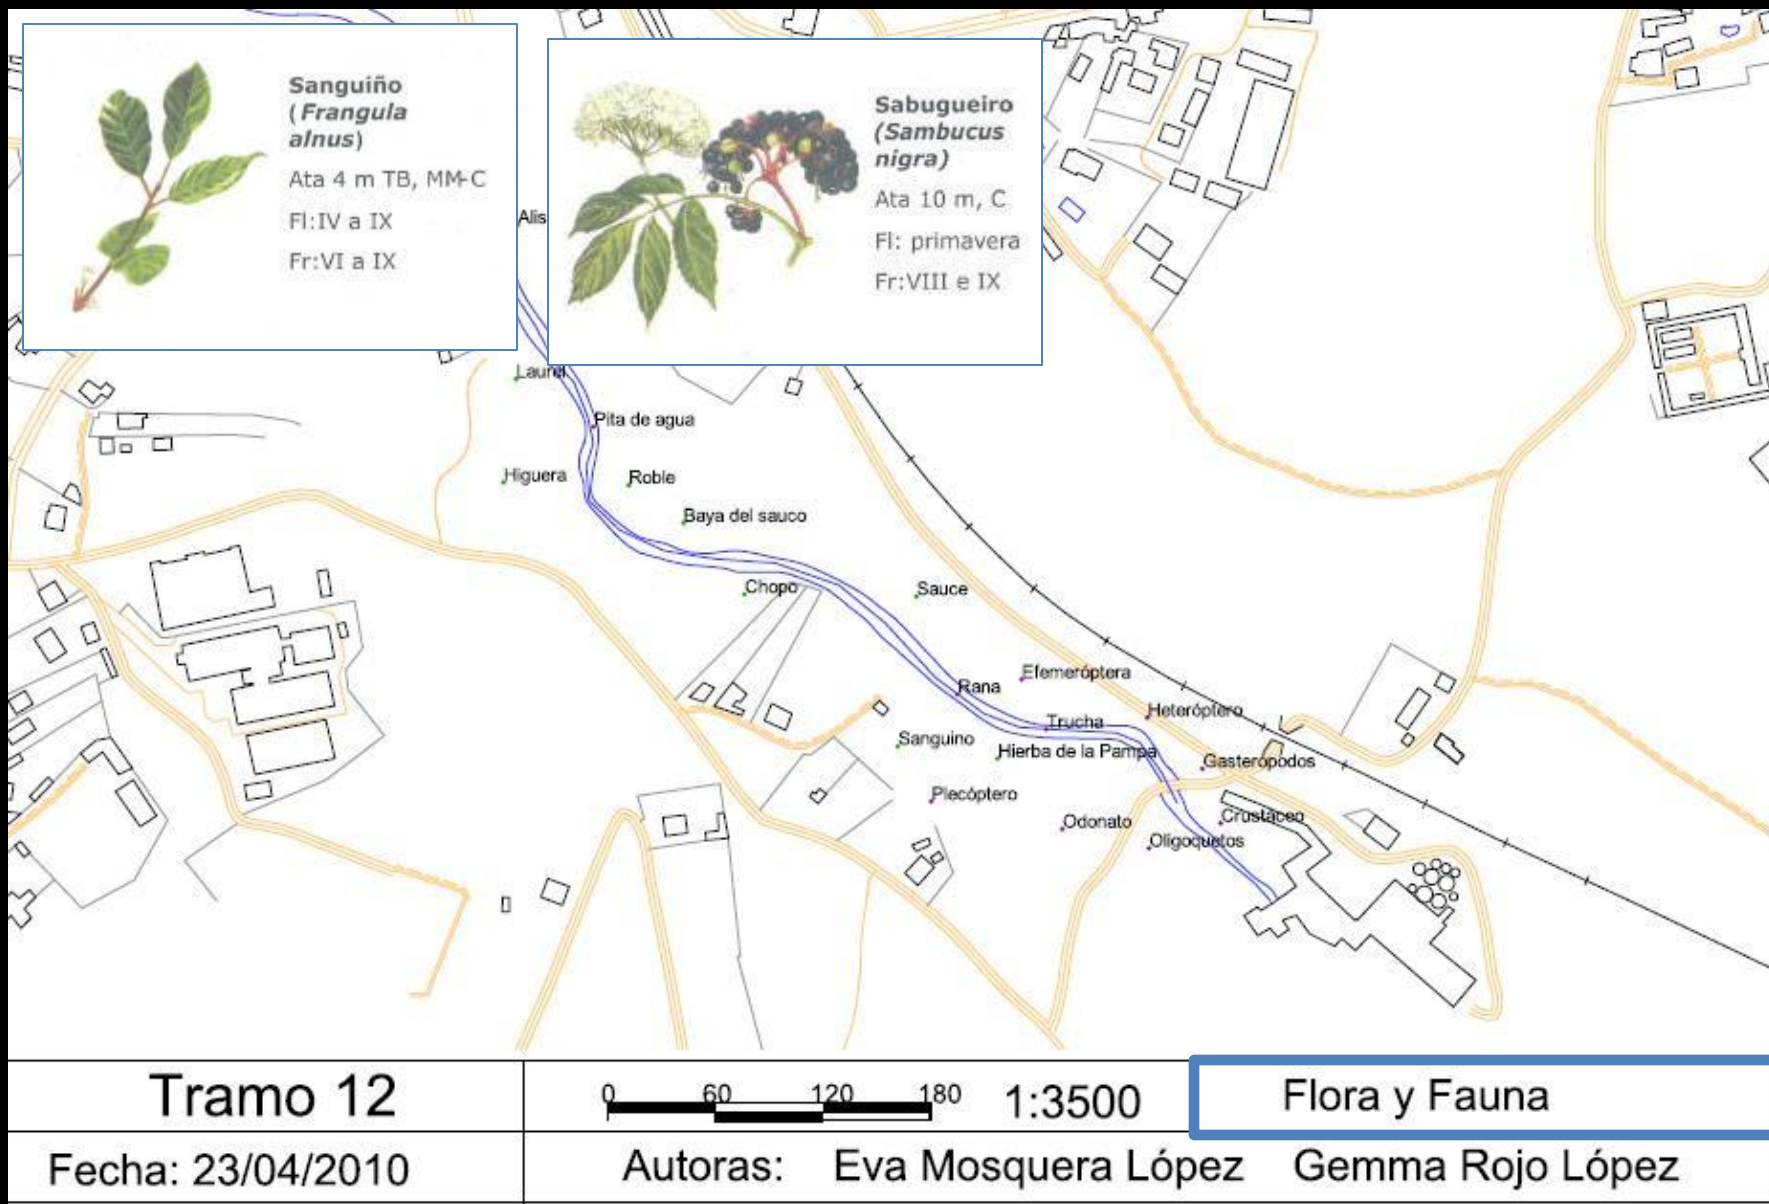 Sanguiño
(Frangula
alnus)
Ata 4 m TB, MM-C
Fl:IV a IX
Fr:VI a IX
Sabugueiro
(Sambucus
nigra)
Ata 10 m, C
Fl: primavera
Fr:VIII e IX
Alis
Laurel
Pita de agua
Higuera
Roble
Baya del sauco
Chopo
Sauce
Efemeróptera
Rana
Heteróptero
Trucha
Sanguino
Hierba de la Pampa
Gasterópodos
Plecóptero
Odonato
Crustáceo
Oligoquetos
Tramo 12
0 60 120 180
1:3500
Flora y Fauna
Fecha: 23/04/2010
Autoras: Eva Mosquera López Gemma Rojo López